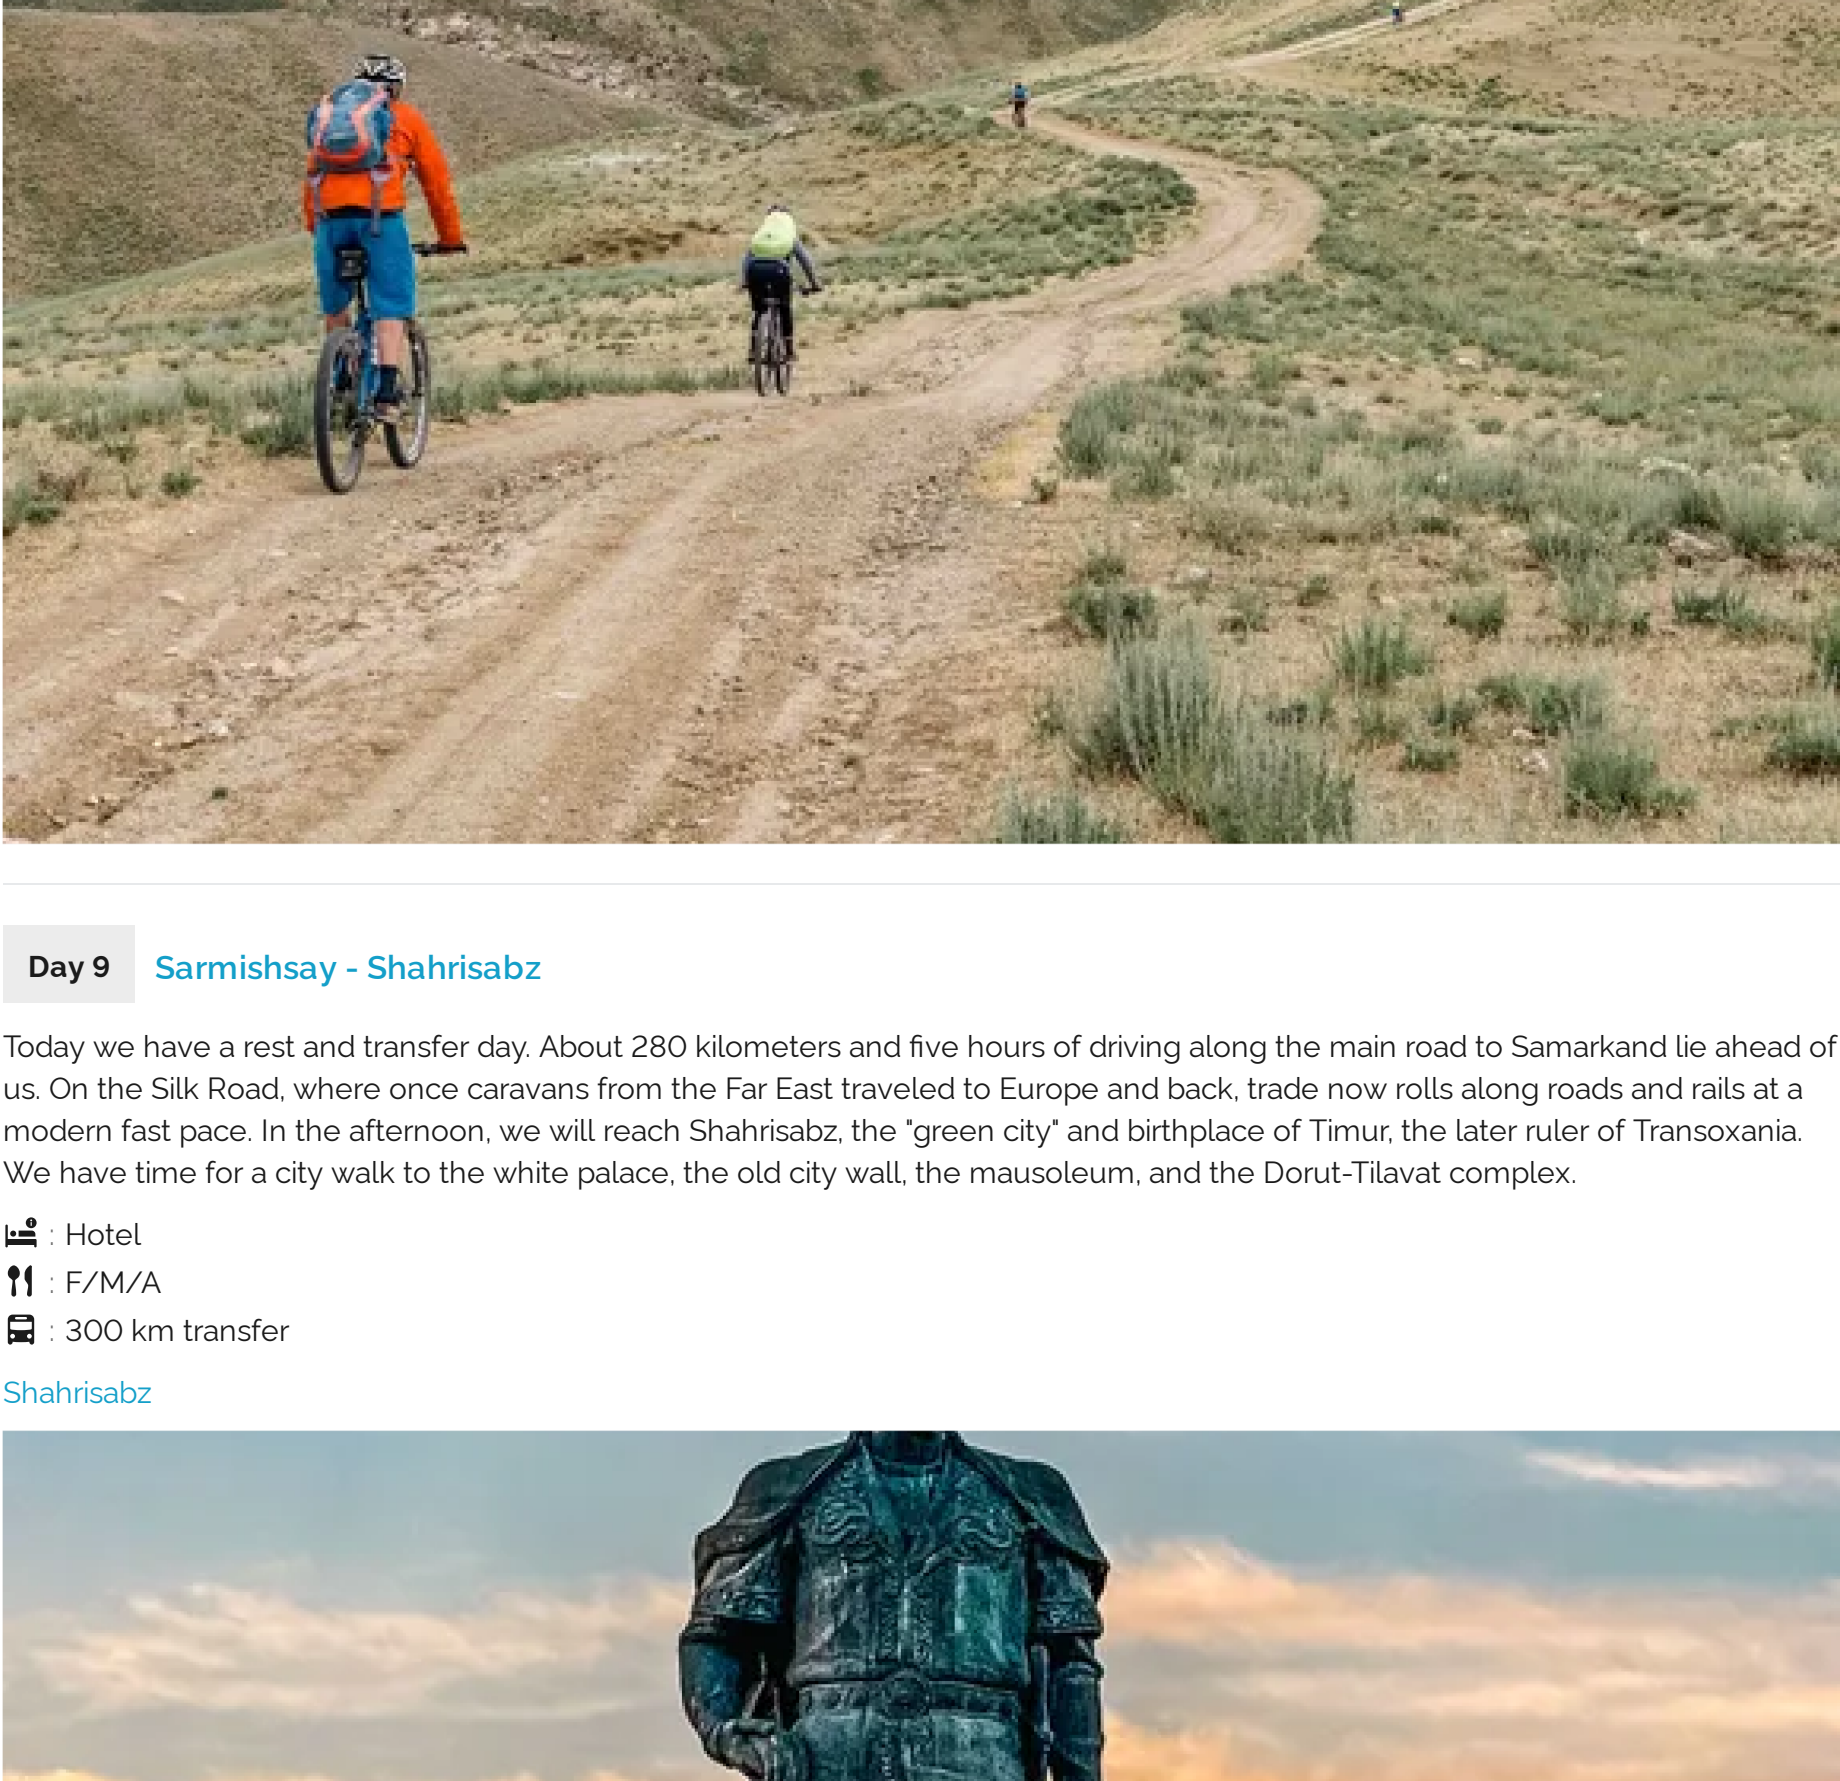 Day 9 Sarmishsay - Shahrisabz
Today we have a rest and transfer day. About 280 kilometers and five hours of driving along the main road to Samarkand lie ahead of
us. On the Silk Road, where once caravans from the Far East traveled to Europe and back, trade now rolls along roads and rails at a
modern fast pace. In the afternoon, we will reach Shahrisabz, the "green city" and birthplace of Timur, the later ruler of Transoxania.
We have time for a city walk to the white palace, the old city wall, the mausoleum, and the Dorut-Tilavat complex.
: Hotel
: F/M/A
: 300 km transfer
Shahrisabz